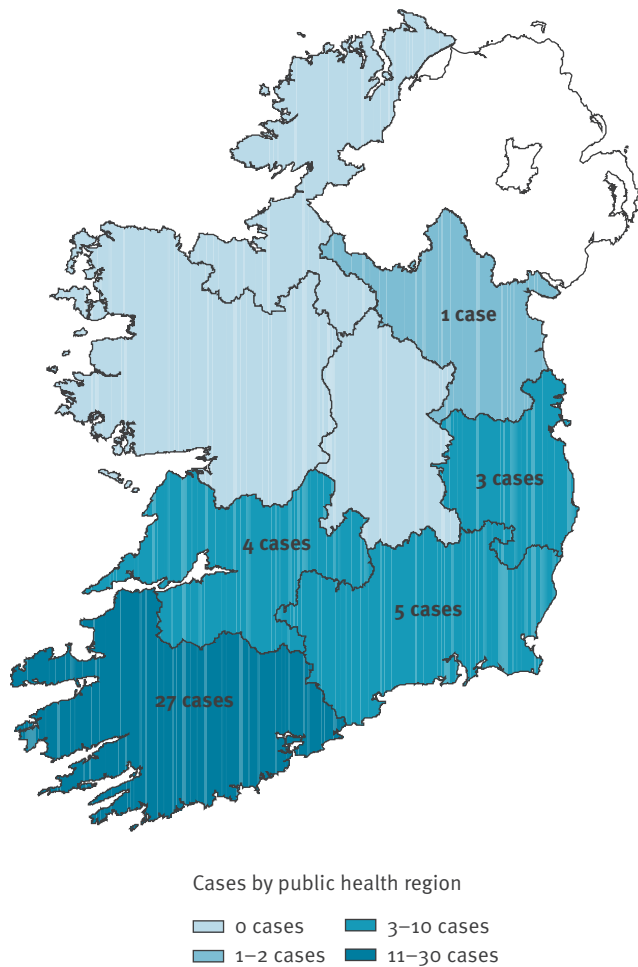 1 case
3 cases
4 cases
5 cases
27 cases
Cases by public health region
0 cases
3–10 cases
1–2 cases
11–30 cases